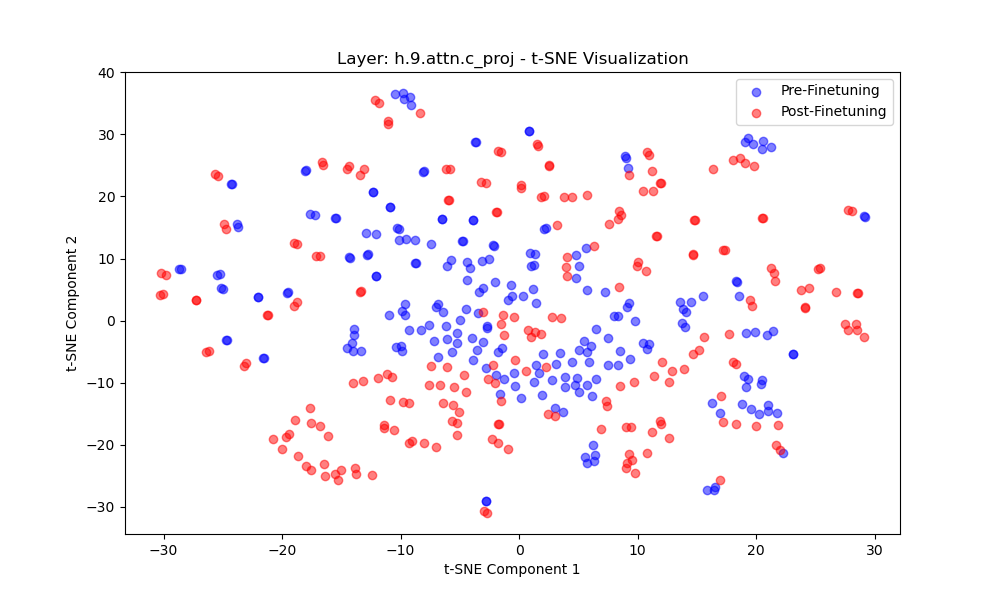 Layer: h.9.attn.c_proj - t-SNE Visualization
Pre-Finetuning
Post-Finetuning
t-SNE Component 2
40
30
20
10
0
−10
−20
−30
−30 −20 −10 0 10 20 30
t-SNE Component 1